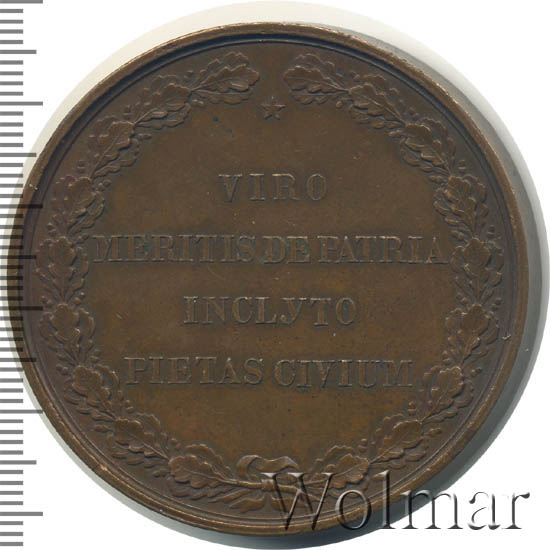 VIRO
MERITIS DE PATRIA
INCLYTO
PIETAS CIVIUM
Wolmar